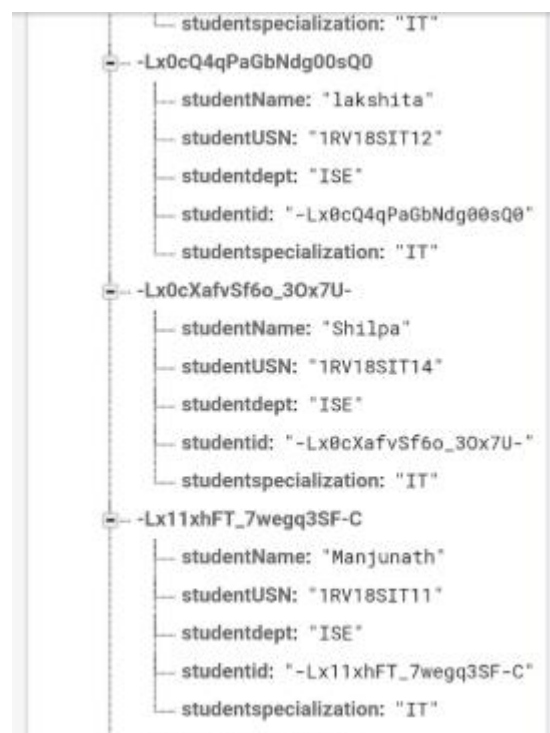 studentspecialization: "IT"
-Lx0cQ4qPaGbNdg00sQ0
studentName: "lakshita"
studentUSN: "1RV18SIT12"
studentdept: "ISE"
studentid: "-Lx0cQ4qPaGbNdg00sQ0"
studentspecialization: "IT"
-Lx0cXafvSf6o_3Ox7U-
studentName: "Shilpa"
studentUSN: "1RV18SIT14"
studentdept: "ISE"
studentid: "-Lx0cXafvSf6o_3Ox7U-"
studentspecialization: "IT"
-Lx11xhFT_7wegq3SF-C
studentName: "Manjunath"
studentUSN: "1RV18SIT11"
studentdept: "ISE"
studentid: "-Lx11xhFT_7wegq3SF-C"
studentspecialization: "IT"